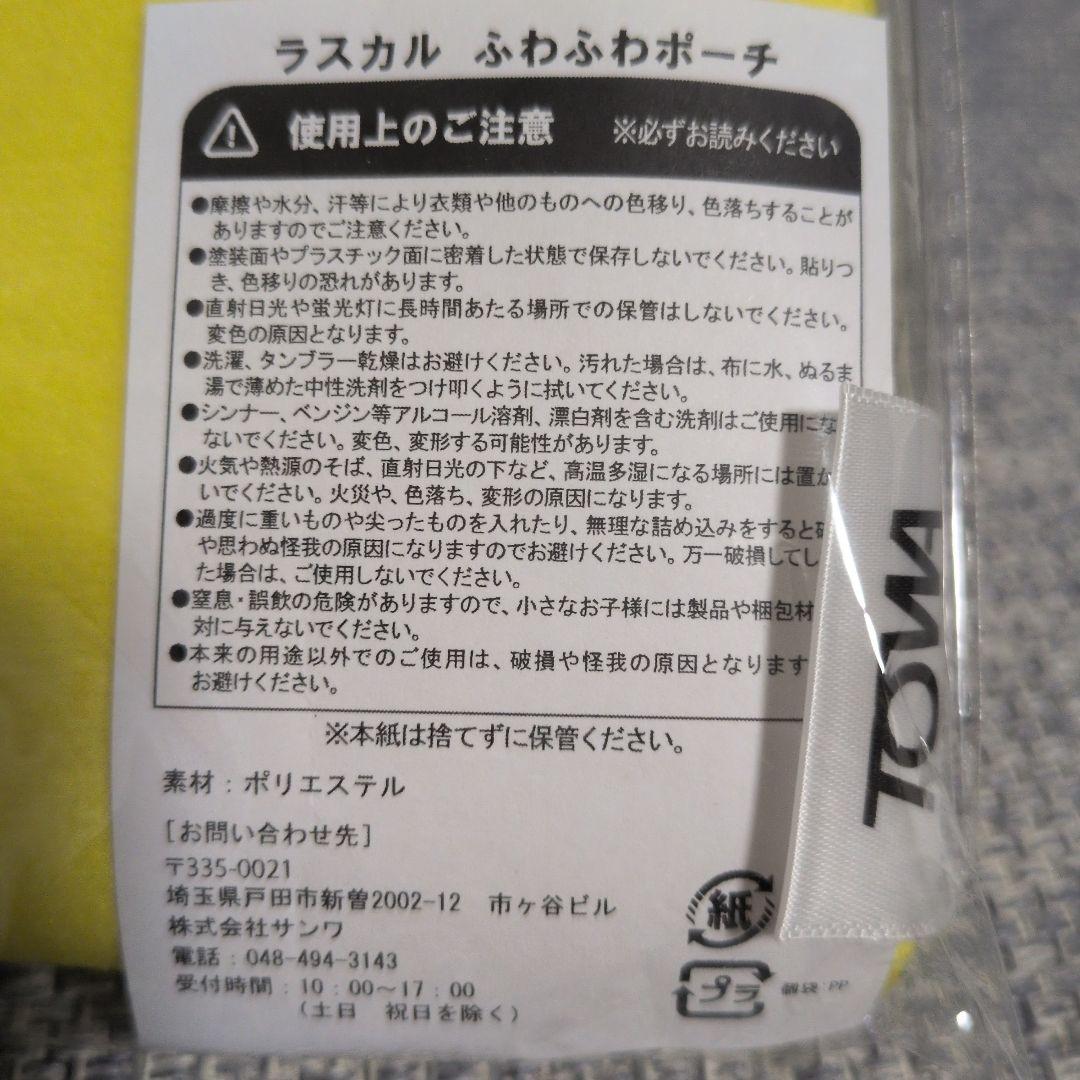 ラスカル ふわふわポーチ
使用上のご注意 ※必ずお読みください
●摩擦や水分、汗等により衣類や他のものへの色移り、色落ちすることが
ありますのでご注意ください。
●塗装面やプラスチック面に密着した状態で保存しないでください。貼りつ
き、色移りの恐れがあります。
●直射日光や蛍光灯に長時間あたる場所での保管はしないでください。
変色の原因となります。
●洗濯、タンブラー乾燥はお避けください。汚れた場合は、布に水、ぬるま
湯で薄めた中性洗剤をつけ叩くように拭いてください。
●シンナー、ベンジン等アルコール溶剤、漂白剤を含む洗剤はご使用にな
ないでください。変色、変形する可能性があります。
●火気や熱源のそば、直射日光の下など、高温多湿になる場所には置か
いでください。火災や、色落ち、変形の原因になります。
●過度に重いものや尖ったものを入れたり、無理な詰め込みをすると
や思わぬ怪我の原因になりますのでお避けください。万一破損してし
た場合は、ご使用しないでください。
●窒息・誤飲の危険がありますので、小さなお子様には製品や梱包材
対に与えないでください。
●本来の用途以外でのご使用は、破損や怪我の原因となります
お避けください。
※本紙は捨てずに保管ください。
素材：ポリエステル
[お問い合わせ先]
〒335-0021
埼玉県戸田市新曽2002-12 市ヶ谷ビル
株式会社サンワ
電話：048-494-3143
受付時間：10：00～17：00
（土日 祝日を除く）
紙
プラ 個袋：PP
TOWA